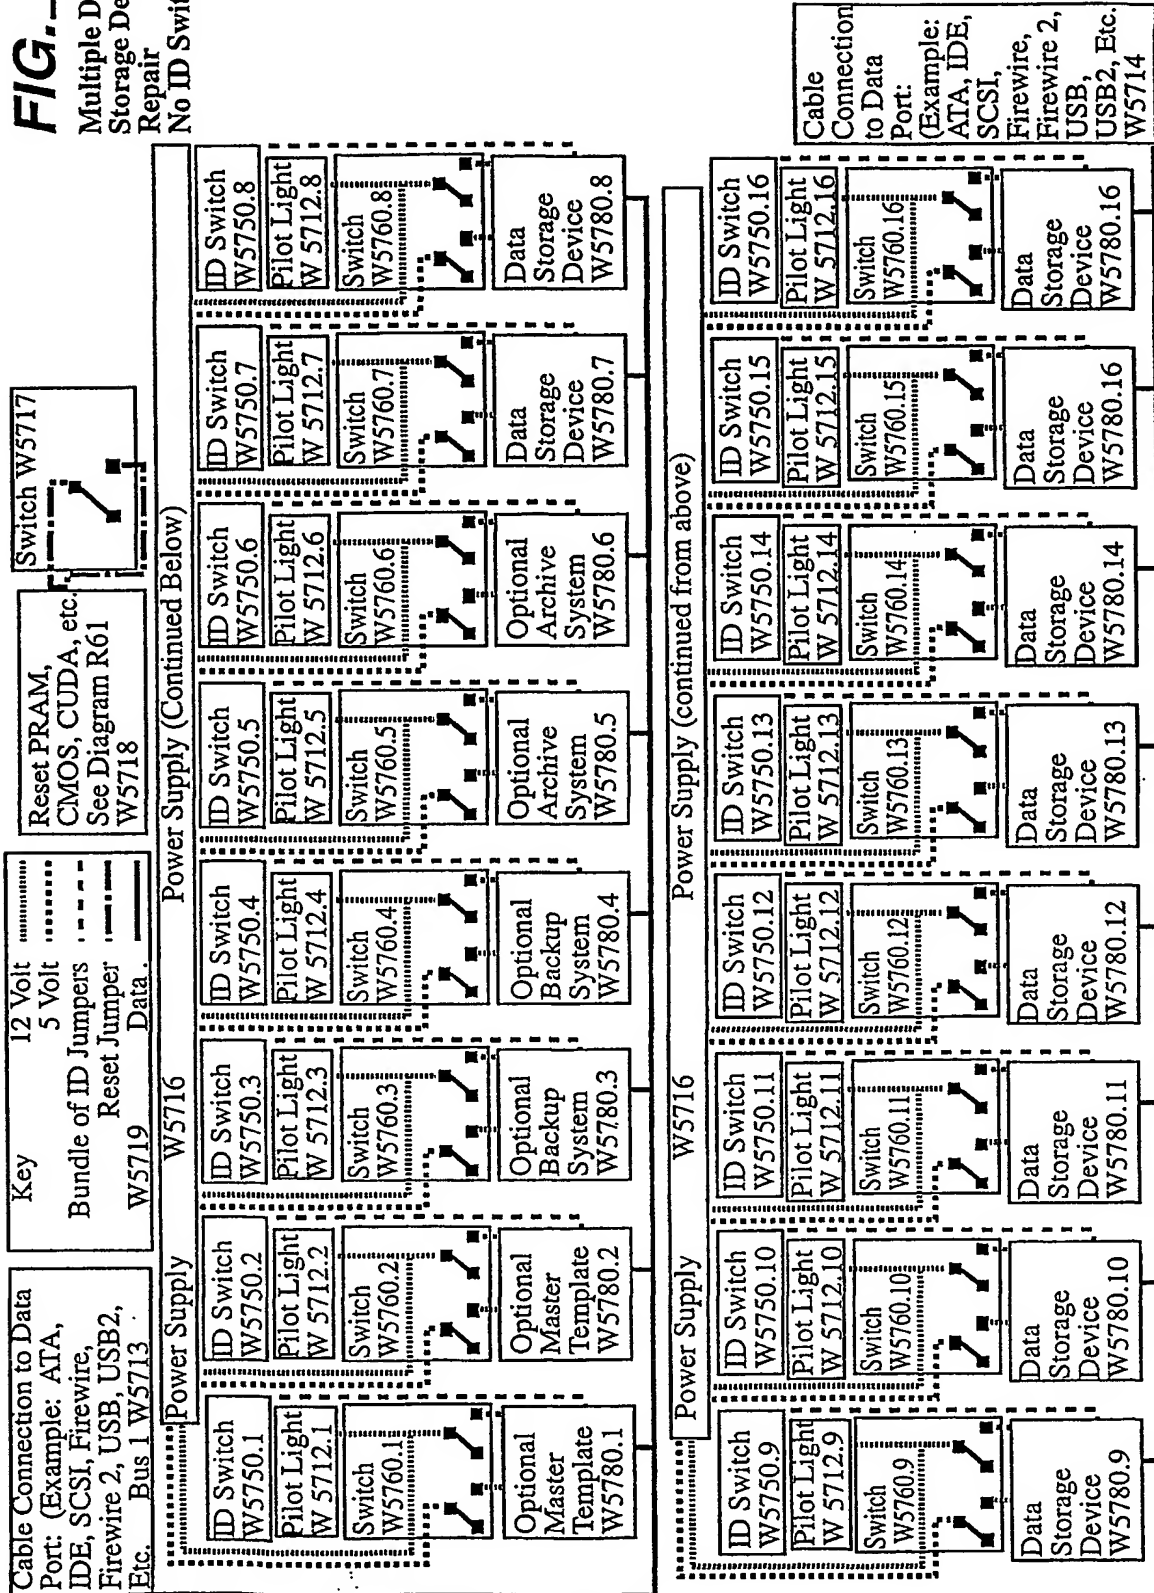 FIG._
Multiple D
Storage De
Repair
No ID Swit
Cable Connection to Data
Port: (Example: ATA,
IDE, SCSI, Firewire,
Firewire 2, USB, USB2,
Etc. Bus 1 W5713
Key 12 Volt
5 Volt
Bundle of ID Jumpers
Reset Jumper
W5719 Data
Reset PRAM,
CMOS, CUDA, etc.
See Diagram R61
W5718
Switch W5717
Power Supply W5716 Power Supply (Continued Below)
ID Switch
W5750.1
Pilot Light
W 5712.1
Switch
W5760.1
Optional
Master
Template
W5780.1
ID Switch
W5750.2
Pilot Light
W 5712.2
Switch
W5760.2
Optional
Master
Template
W5780.2
ID Switch
W5750.3
Pilot Light
W 5712.3
Switch
W5760.3
Optional
Backup
System
W5780.3
ID Switch
W5750.4
Pilot Light
W 5712.4
Switch
W5760.4
Optional
Backup
System
W5780.4
ID Switch
W5750.5
Pilot Light
W 5712.5
Switch
W5760.5
Optional
Archive
System
W5780.5
ID Switch
W5750.6
Pilot Light
W 5712.6
Switch
W5760.6
Optional
Archive
System
W5780.6
ID Switch
W5750.7
Pilot Light
W 5712.7
Switch
W5760.7
Data
Storage
Device
W5780.7
ID Switch
W5750.8
Pilot Light
W 5712.8
Switch
W5760.8
Data
Storage
Device
W5780.8
Power Supply W5716 Power Supply (continued from above)
ID Switch
W5750.9
Pilot Light
W 5712.9
Switch
W5760.9
Data
Storage
Device
W5780.9
ID Switch
W5750.10
Pilot Light
W 5712.10
Switch
W5760.10
Data
Storage
Device
W5780.10
ID Switch
W5750.11
Pilot Light
W 5712.11
Switch
W5760.11
Data
Storage
Device
W5780.11
ID Switch
W5750.12
Pilot Light
W 5712.12
Switch
W5760.12
Data
Storage
Device
W5780.12
ID Switch
W5750.13
Pilot Light
W 5712.13
Switch
W5760.13
Data
Storage
Device
W5780.13
ID Switch
W5750.14
Pilot Light
W 5712.14
Switch
W5760.14
Data
Storage
Device
W5780.14
ID Switch
W5750.15
Pilot Light
W 5712.15
Switch
W5760.15
Data
Storage
Device
W5780.16
ID Switch
W5750.16
Pilot Light
W 5712.16
Switch
W5760.16
Data
Storage
Device
W5780.16
Cable
Connection
to Data
Port:
(Example:
ATA, IDE,
SCSI,
Firewire,
Firewire 2,
USB,
USB2, Etc.
W5714